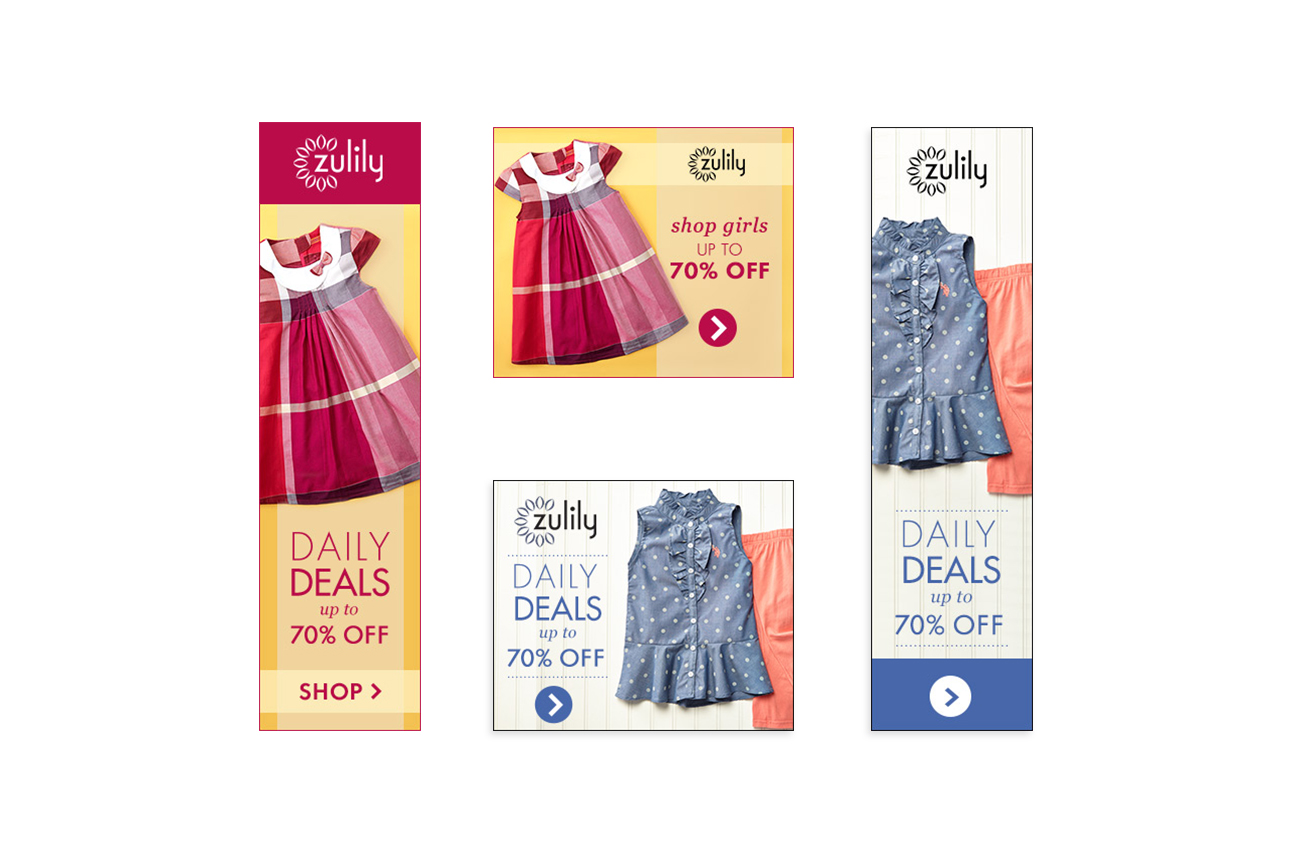 zulily
DAILY
DEALS
up to
70% OFF
SHOP >
zulily
shop girls
UP TO
70% OFF
zulily
DAILY
DEALS
up to
70% OFF
zulily
DAILY
DEALS
up to
70% OFF